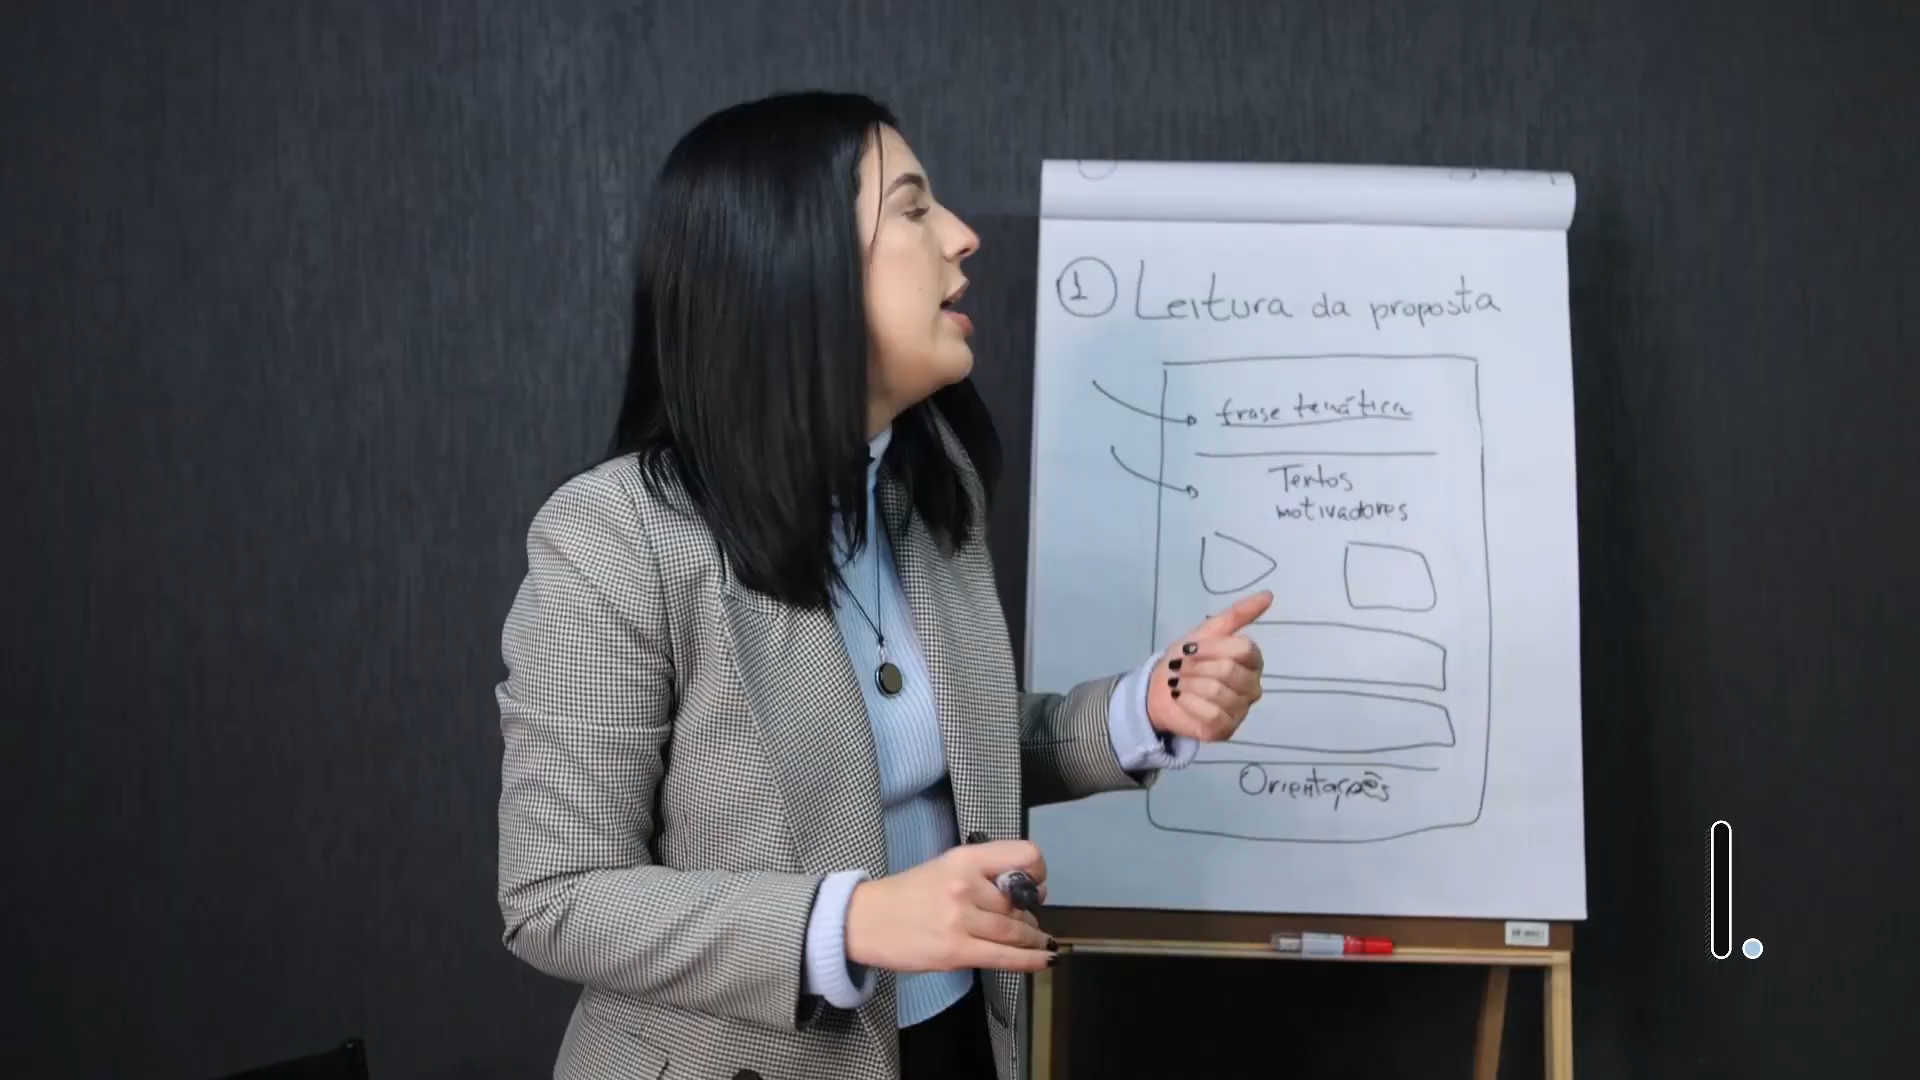 1 Leitura da proposta
frase temática
Textos
motivadores
Orientações
l.